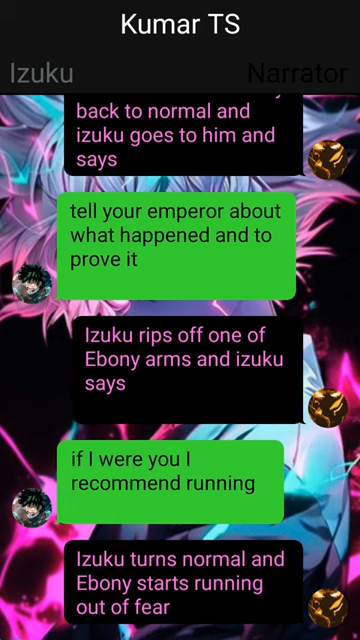 Kumar TS
Izuku
Narrator
back to normal and
izuku goes to him and
says
tell your emperor about
what happened and to
prove it
Izuku rips off one of
Ebony arms and izuku
says
if I were you I
recommend running
Izuku turns normal and
Ebony starts running
out of fear